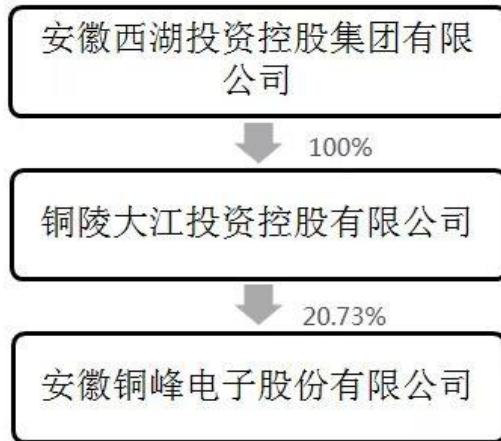 安徽西湖投资控股集团有限
公司
100%
铜陵大江投资控股有限公司
20.73%
安徽铜峰电子股份有限公司